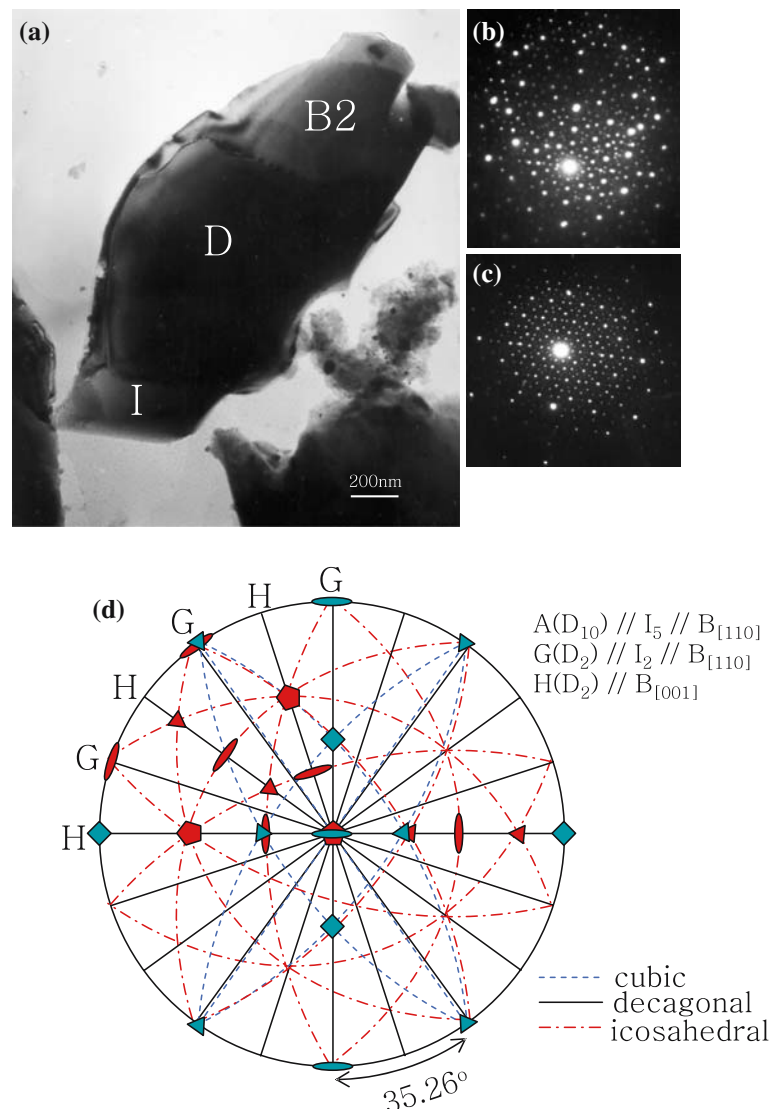 (a)
B2
D
I
200nm
(b)
(c)
(d)
G
H
G
H
G
H
A(D₁₀) // I₅ // B[110]
G(D₂) // I₂ // B[110]
H(D₂) // B[001]
cubic
decagonal
icosahedral
35.26°